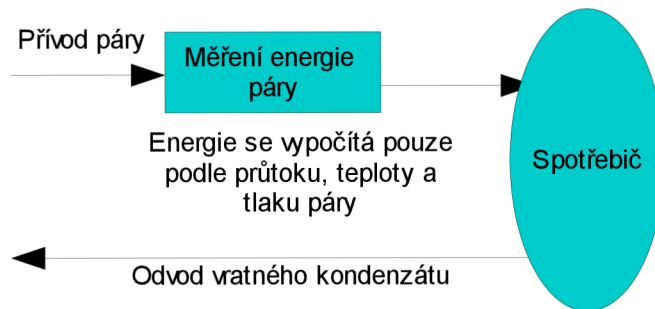 Přívod páry
Měření energie
páry
Energie se vypočítá pouze
podle průtoku, teploty a
tlaku páry
Spotřebič
Odvod vratného kondenzátu